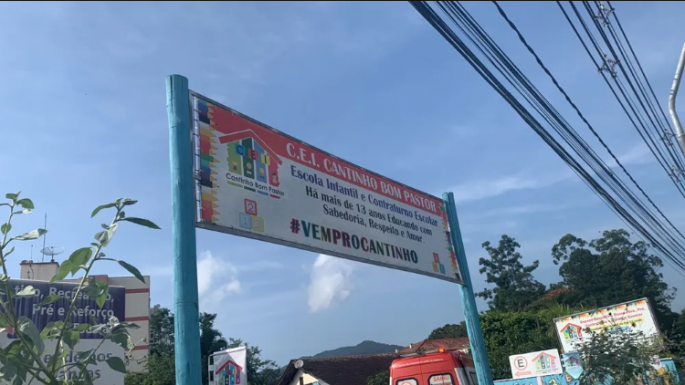 C.E.I. CANTINHO BOM PASTOR
Escola Infantil e Contraturno Escolar
Há mais de 13 anos Educando com
Sabedoria, Respeito e Amor
#VEMPROCANTINHO
Cantinho Bom Pastor
Pré e Reforço
E